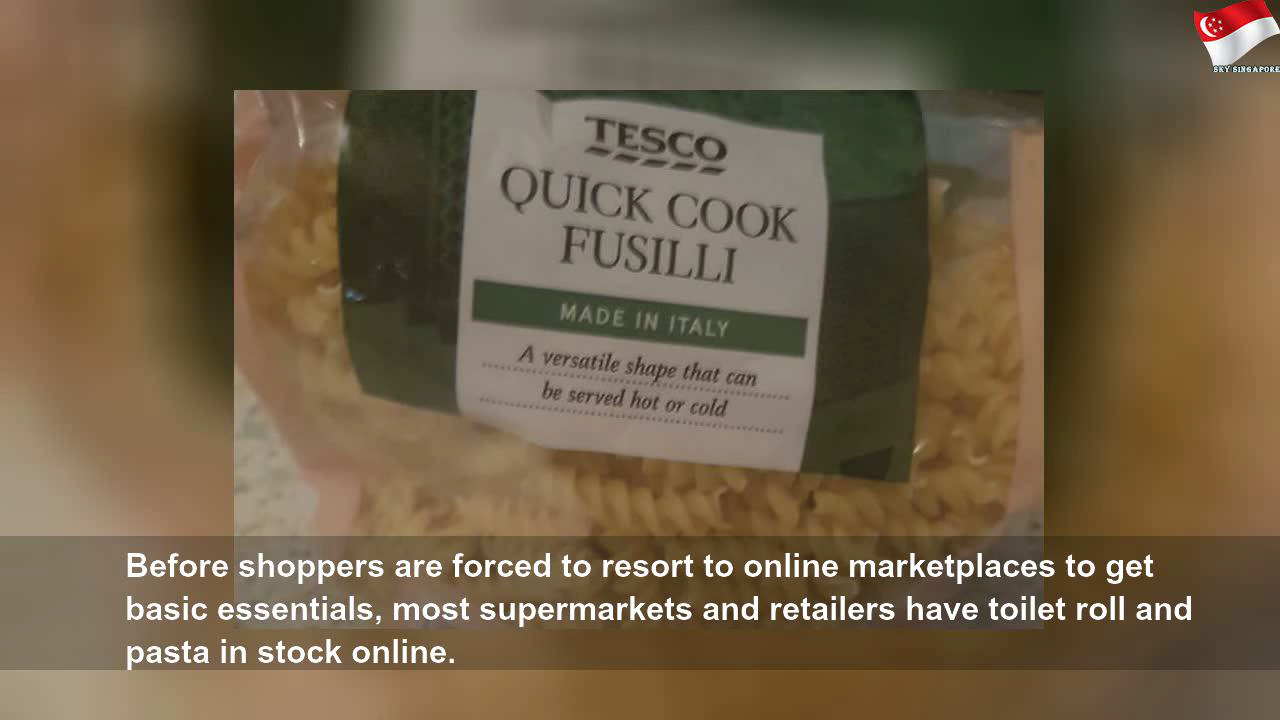 SKY SINGAPORE
TESCO
QUICK COOK
FUSILLI
MADE IN ITALY
A versatile shape that can
be served hot or cold
Before shoppers are forced to resort to online marketplaces to get
basic essentials, most supermarkets and retailers have toilet roll and
pasta in stock online.